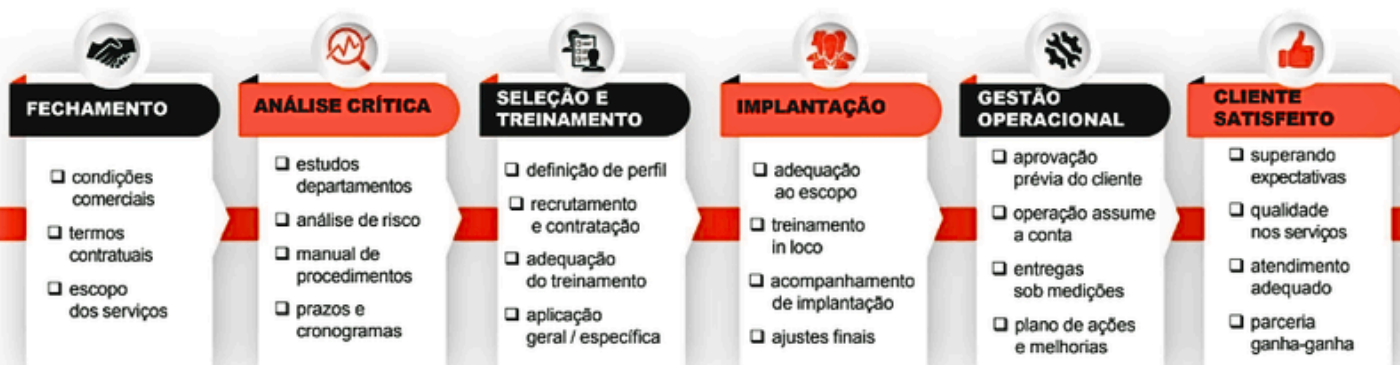 FECHAMENTO
condições
comerciais
termos
contratuais
escopo
dos serviços
ANÁLISE CRÍTICA
estudos
departamentos
análise de risco
manual de
procedimentos
prazos e
cronogramas
SELEÇÃO E
TREINAMENTO
definição de perfil
recrutamento
e contratação
adequação
do treinamento
aplicação
geral / específica
IMPLANTAÇÃO
adequação
ao escopo
treinamento
in loco
acompanhamento
de implantação
ajustes finais
GESTÃO
OPERACIONAL
aprovação
prévia do cliente
operação assume
a conta
entregas
sob medições
plano de ações
e melhorias
CLIENTE
SATISFEITO
superando
expectativas
qualidade
nos serviços
atendimento
adequado
parceria
ganha-ganha